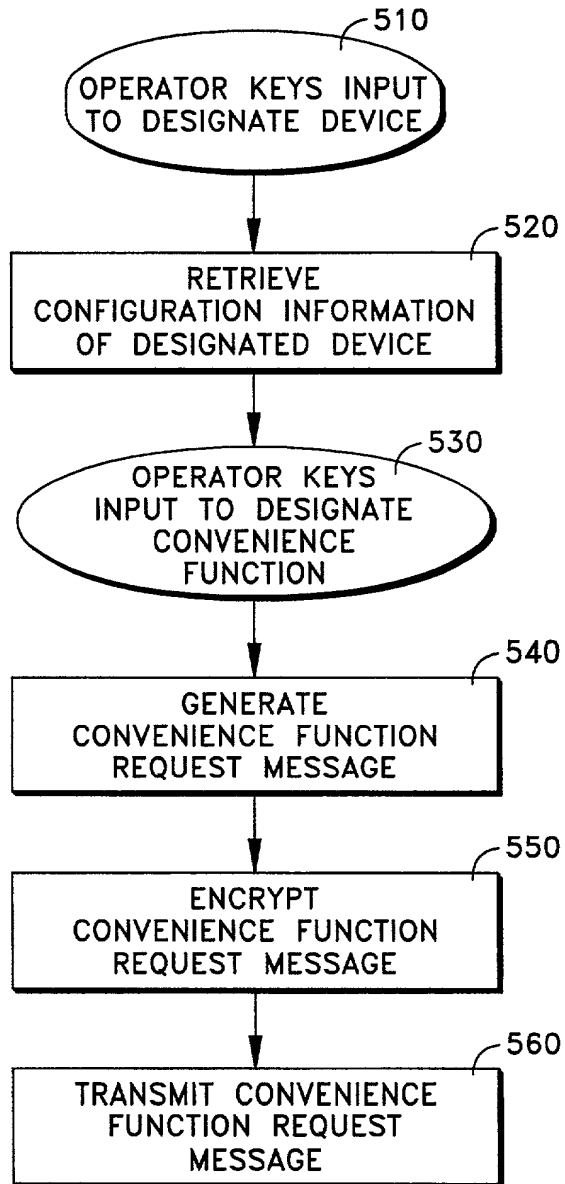 510
OPERATOR KEYS INPUT
TO DESIGNATE DEVICE
520
RETRIEVE
CONFIGURATION INFORMATION
OF DESIGNATED DEVICE
530
OPERATOR KEYS
INPUT TO DESIGNATE
CONVENIENCE
FUNCTION
540
GENERATE
CONVENIENCE FUNCTION
REQUEST MESSAGE
550
ENCRYPT
CONVENIENCE FUNCTION
REQUEST MESSAGE
560
TRANSMIT CONVENIENCE
FUNCTION REQUEST
MESSAGE